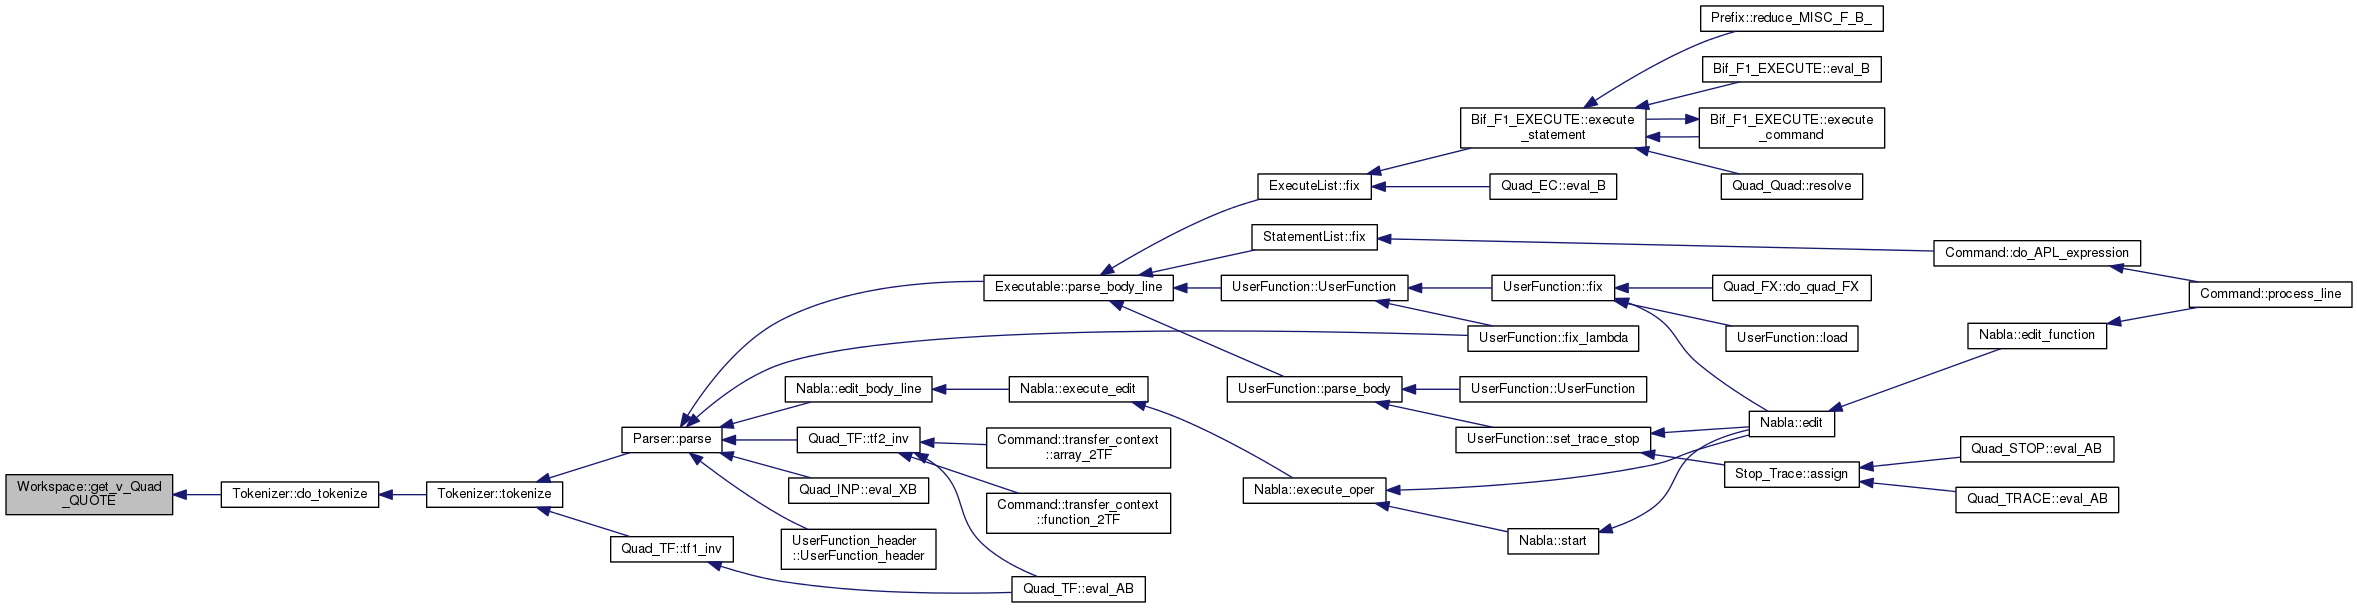 Prefix::reduce_MISC_F_B_
Bif_F1_EXECUTE::eval_B
Bif_F1_EXECUTE::execute
_statement
Bif_F1_EXECUTE::execute
_command
ExecuteList::fix
Quad_EC::eval_B
Quad_Quad::resolve
StatementList::fix
Command::do_APL_expression
Executable::parse_body_line
UserFunction::UserFunction
UserFunction::fix
Quad_FX::do_quad_FX
Command::process_line
UserFunction::fix_lambda
UserFunction::load
Nabla::edit_function
Nabla::edit_body_line
Nabla::execute_edit
UserFunction::parse_body
UserFunction::UserFunction
Nabla::edit
Parser::parse
Quad_TF::tf2_inv
Command::transfer_context
::array_2TF
UserFunction::set_trace_stop
Quad_STOP::eval_AB
Workspace::get_v_Quad
_QUOTE
Tokenizer::do_tokenize
Tokenizer::tokenize
Quad_INP::eval_XB
Command::transfer_context
::function_2TF
Nabla::execute_oper
Stop_Trace::assign
Quad_TRACE::eval_AB
Quad_TF::tf1_inv
UserFunction_header
::UserFunction_header
Nabla::start
Quad_TF::eval_AB